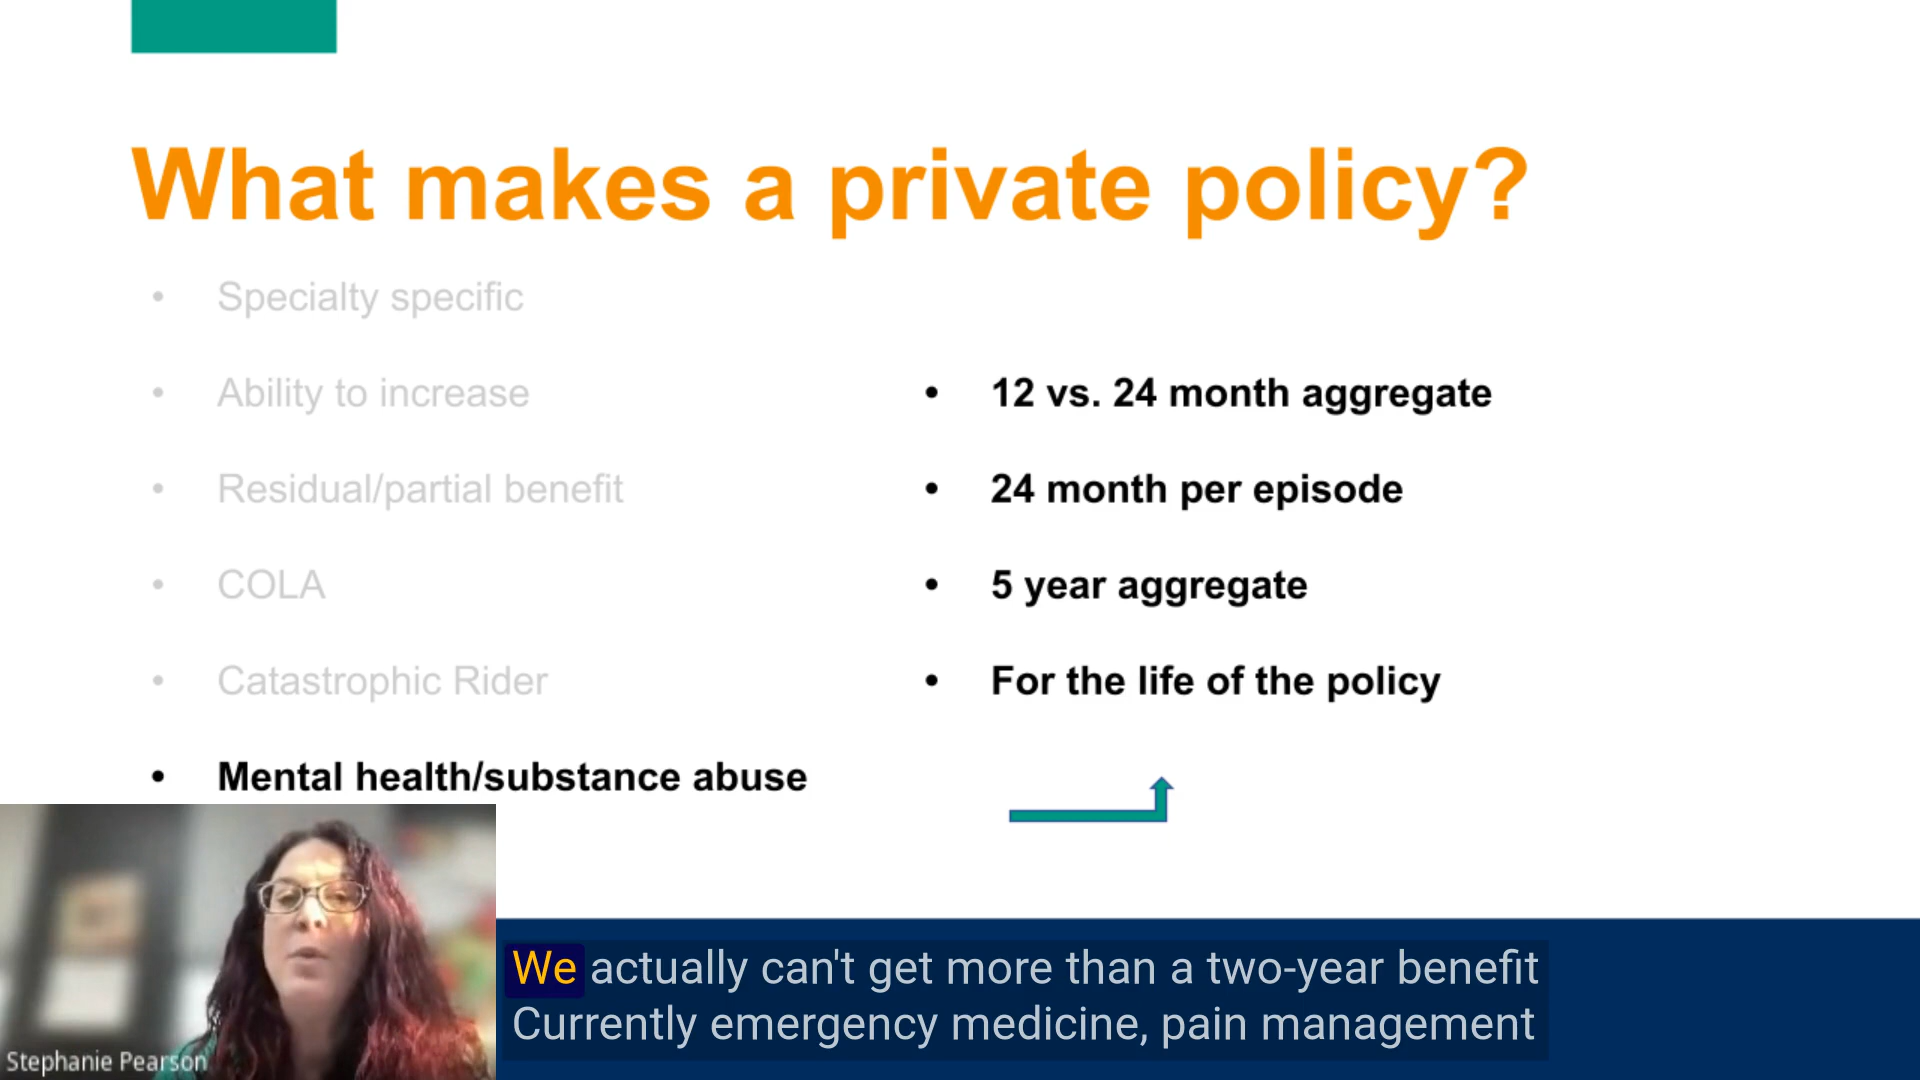 What makes a private policy?
• Specialty specific
• Ability to increase
• Residual/partial benefit
• COLA
• Catastrophic Rider
• Mental health/substance abuse
• 12 vs. 24 month aggregate
• 24 month per episode
• 5 year aggregate
• For the life of the policy
Stephanie Pearson
We actually can't get more than a two-year benefit
Currently emergency medicine, pain management